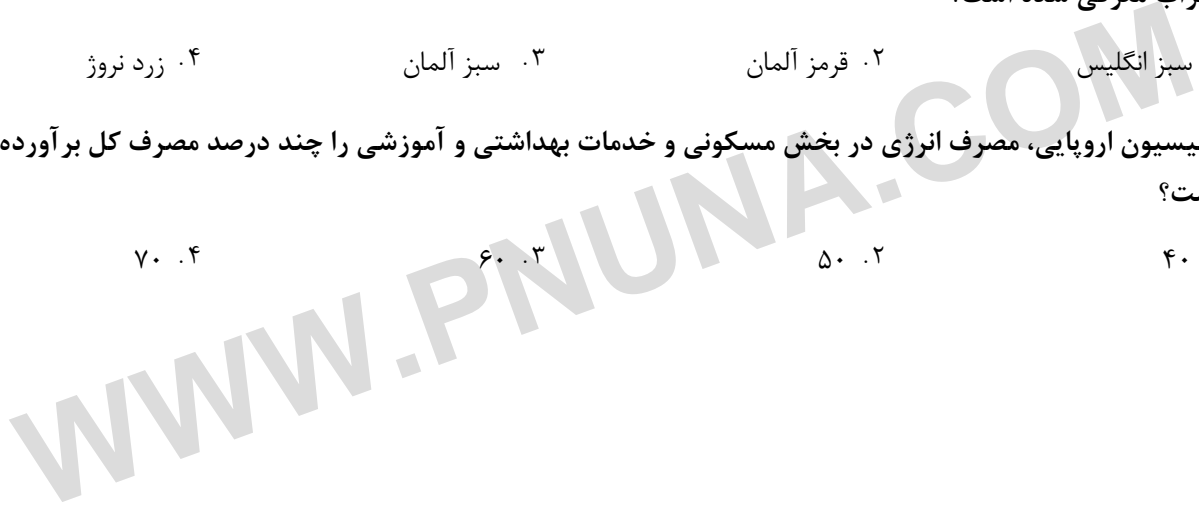 سبز انگلیس ۲. قرمز آلمان ۳. سبز آلمان ۴. زرد نروژ
یسیون اروپایی، مصرف انرژی در بخش مسکونی و خدمات بهداشتی و آموزشی را چند درصد مصرف کل برآورده
ست؟
۴۰ ۲. ۵۰ ۳. ۶۰ ۴. ۷۰
WWW.PNUNA.COM